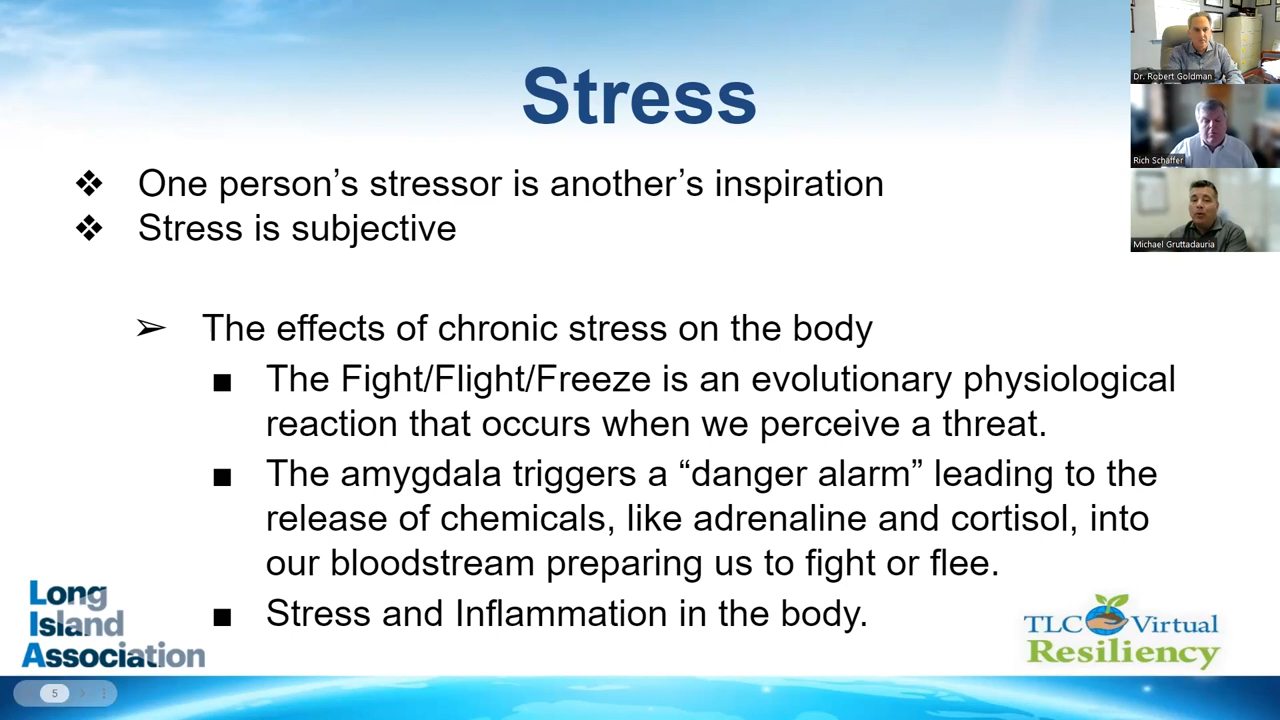 Stress
❖ One person’s stressor is another’s inspiration
❖ Stress is subjective
➢ The effects of chronic stress on the body
■ The Fight/Flight/Freeze is an evolutionary physiological
reaction that occurs when we perceive a threat.
■ The amygdala triggers a “danger alarm” leading to the
release of chemicals, like adrenaline and cortisol, into
our bloodstream preparing us to fight or flee.
■ Stress and Inflammation in the body.
Dr. Robert Goldman
Rich Schaffer
Michael Gruttadauria
Long
Island
Association
TLC Virtual
Resiliency
5